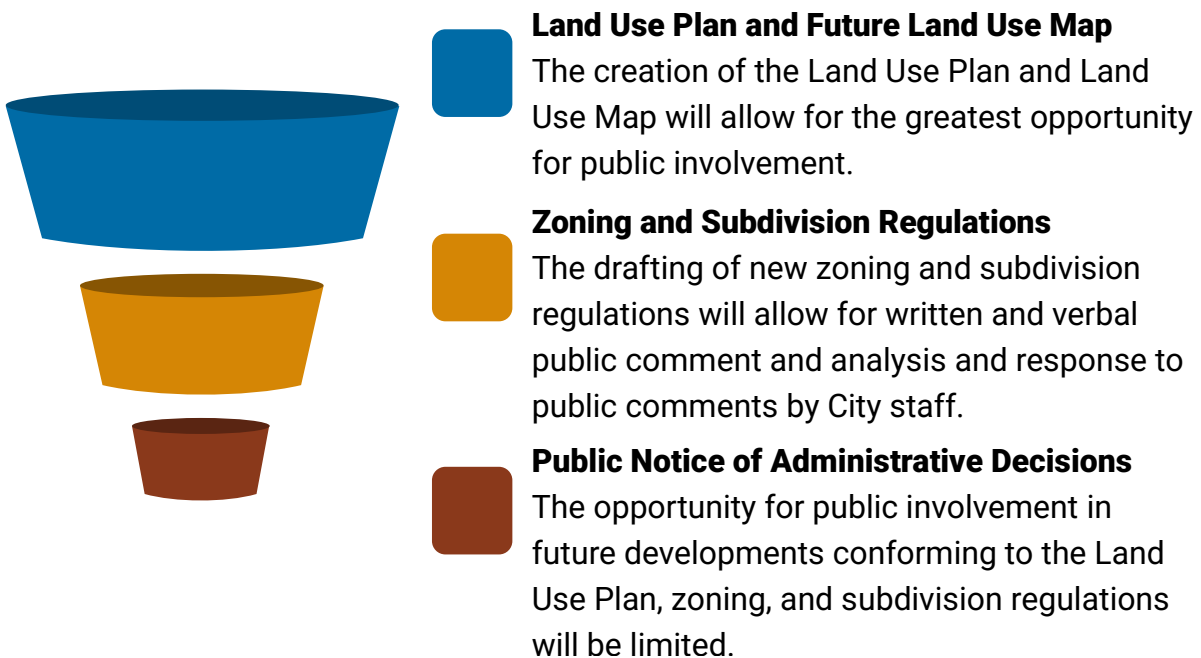 Land Use Plan and Future Land Use Map
The creation of the Land Use Plan and Land
Use Map will allow for the greatest opportunity
for public involvement.
Zoning and Subdivision Regulations
The drafting of new zoning and subdivision
regulations will allow for written and verbal
public comment and analysis and response to
public comments by City staff.
Public Notice of Administrative Decisions
The opportunity for public involvement in
future developments conforming to the Land
Use Plan, zoning, and subdivision regulations
will be limited.